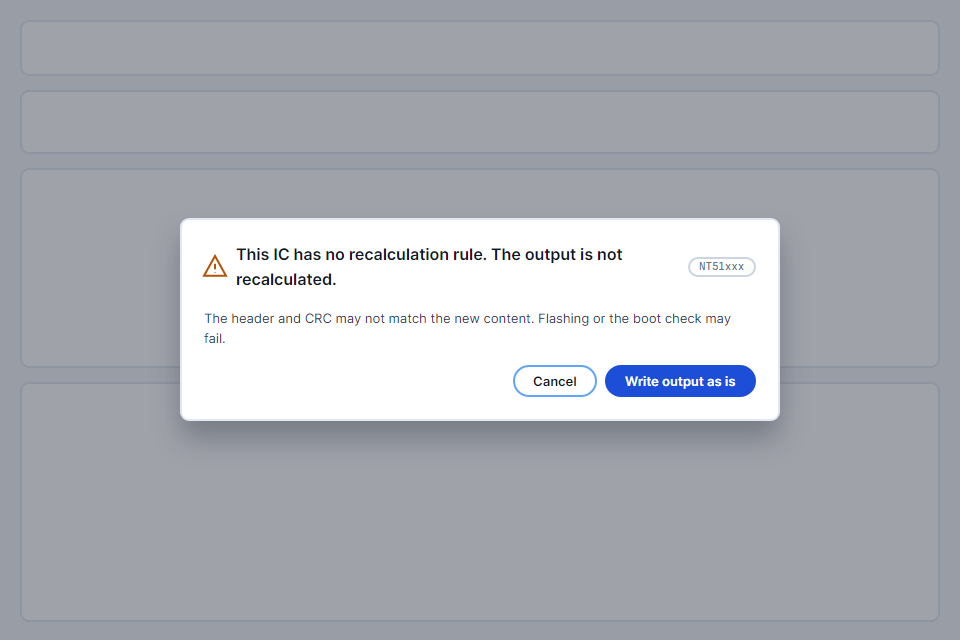 This IC has no recalculation rule. The output is not
recalculated.
NT51xxx
The header and CRC may not match the new content. Flashing or the boot check may
fail.
Cancel
Write output as is